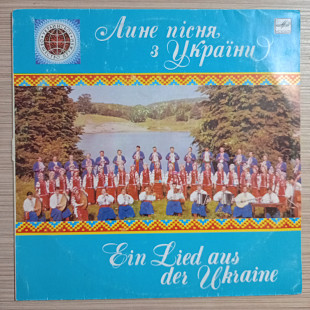 Лине пісня
з України
Ein Lied aus
der Ukraine